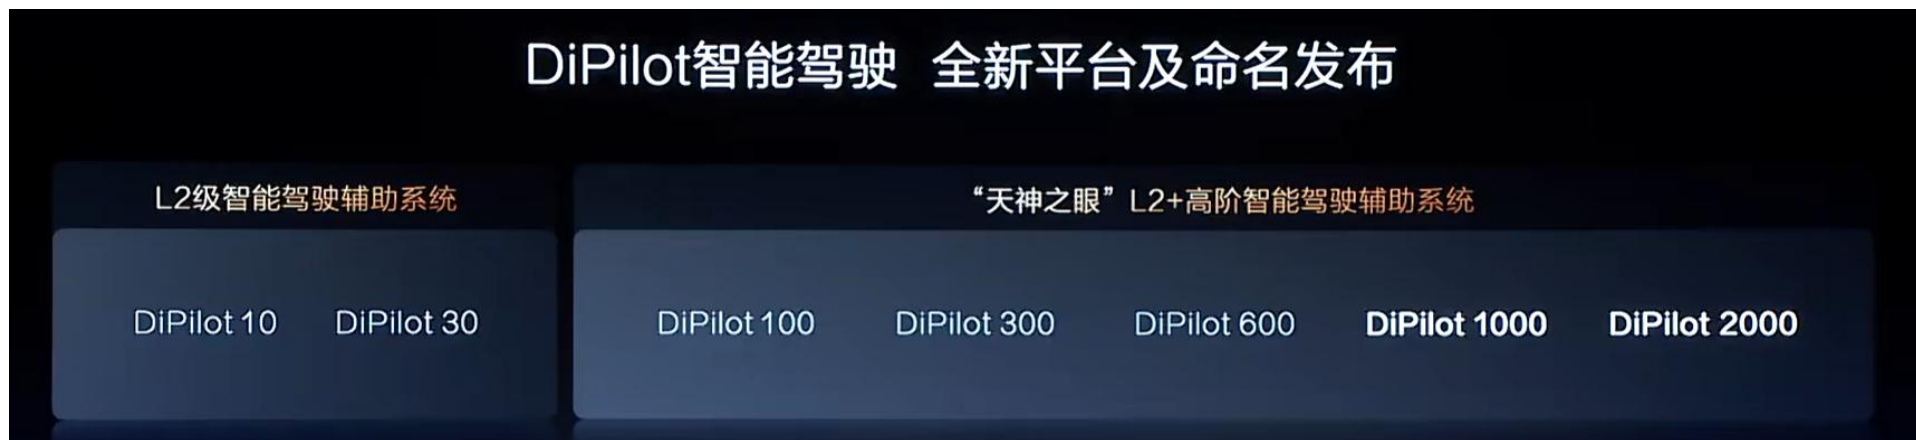 DiPilot智能驾驶 全新平台及命名发布
L2级智能驾驶辅助系统
DiPilot 10 DiPilot 30
“天神之眼”L2+高阶智能驾驶辅助系统
DiPilot 100 DiPilot 300 DiPilot 600 DiPilot 1000 DiPilot 2000